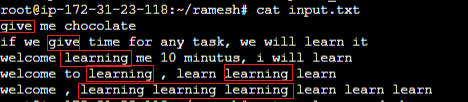 root@ip-172-31-23-118:~/ramesh# cat input.txt
give me chocolate
if we give time for any task, we will learn it
welcome learning me 10 minutus, i will learn
welcome to learning , learn learning learn
welcome , learning learning learning learn learn learn